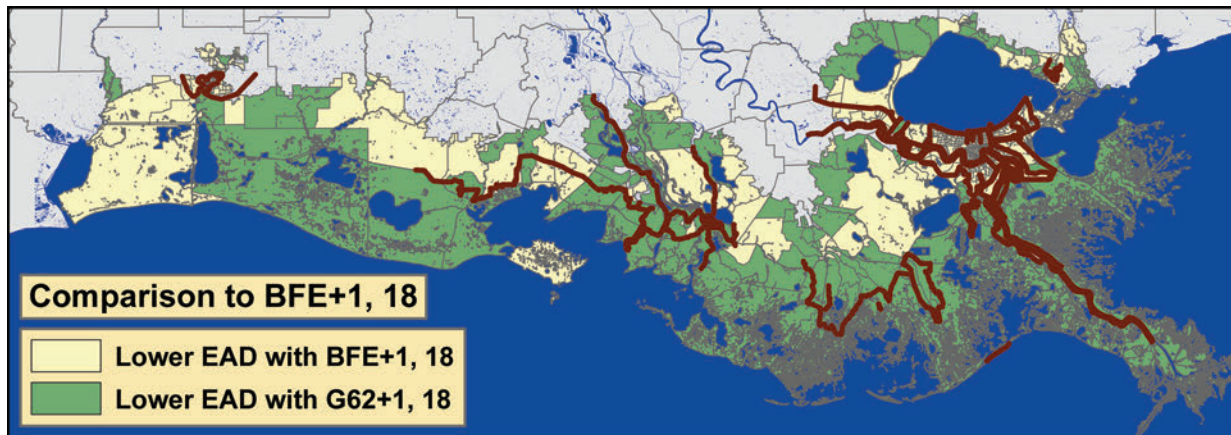 Comparison to BFE+1, 18
Lower EAD with BFE+1, 18
Lower EAD with G62+1, 18